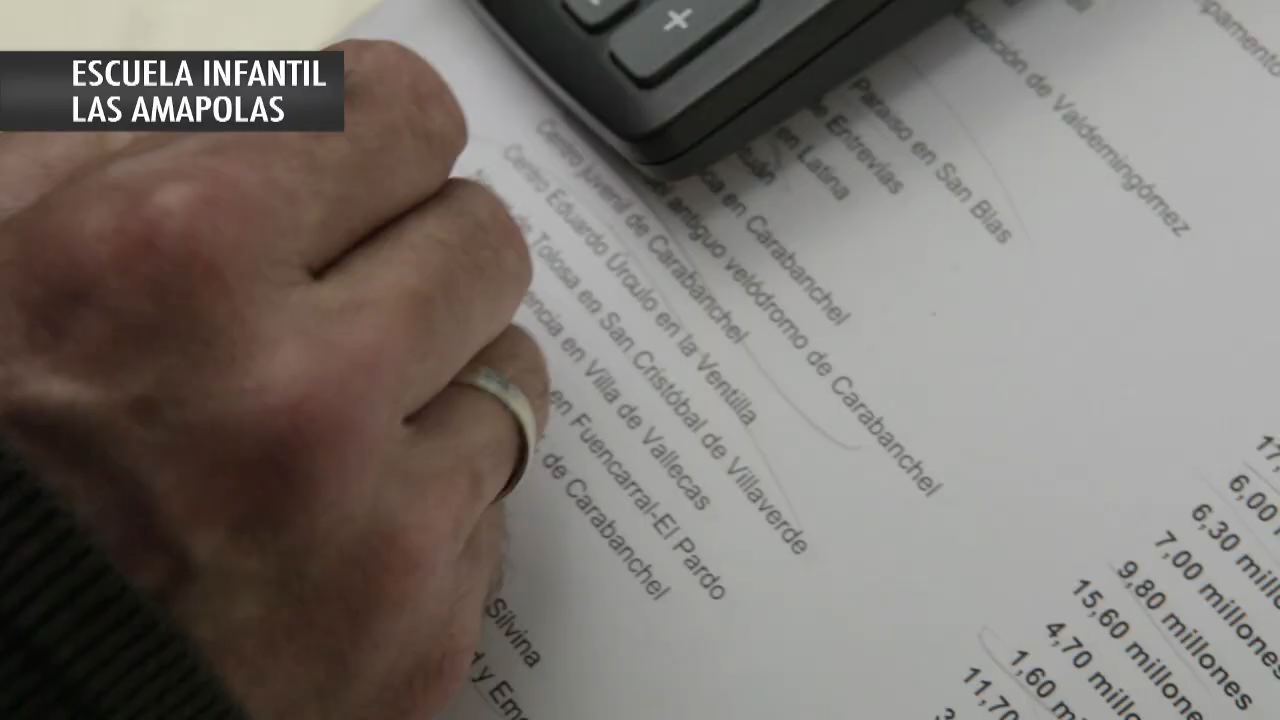 ESCUELA INFANTIL
LAS AMAPOLAS
+
de Valdemingómez
Paraíso en San Blas
Entrevías
en Latina
en Carabanchel
antiguo velódromo de Carabanchel
Centro juvenil de Carabanchel
Centro Eduardo Úrculo en la Ventilla
Tolosa en San Cristóbal de Villaverde
en Villa de Vallecas
en Fuencarral-El Pardo
de Carabanchel
Silvina
1 y
6,00
6,30
7,00 millones
9,80 millones
15,60 millones
4,70
1,60
11,70